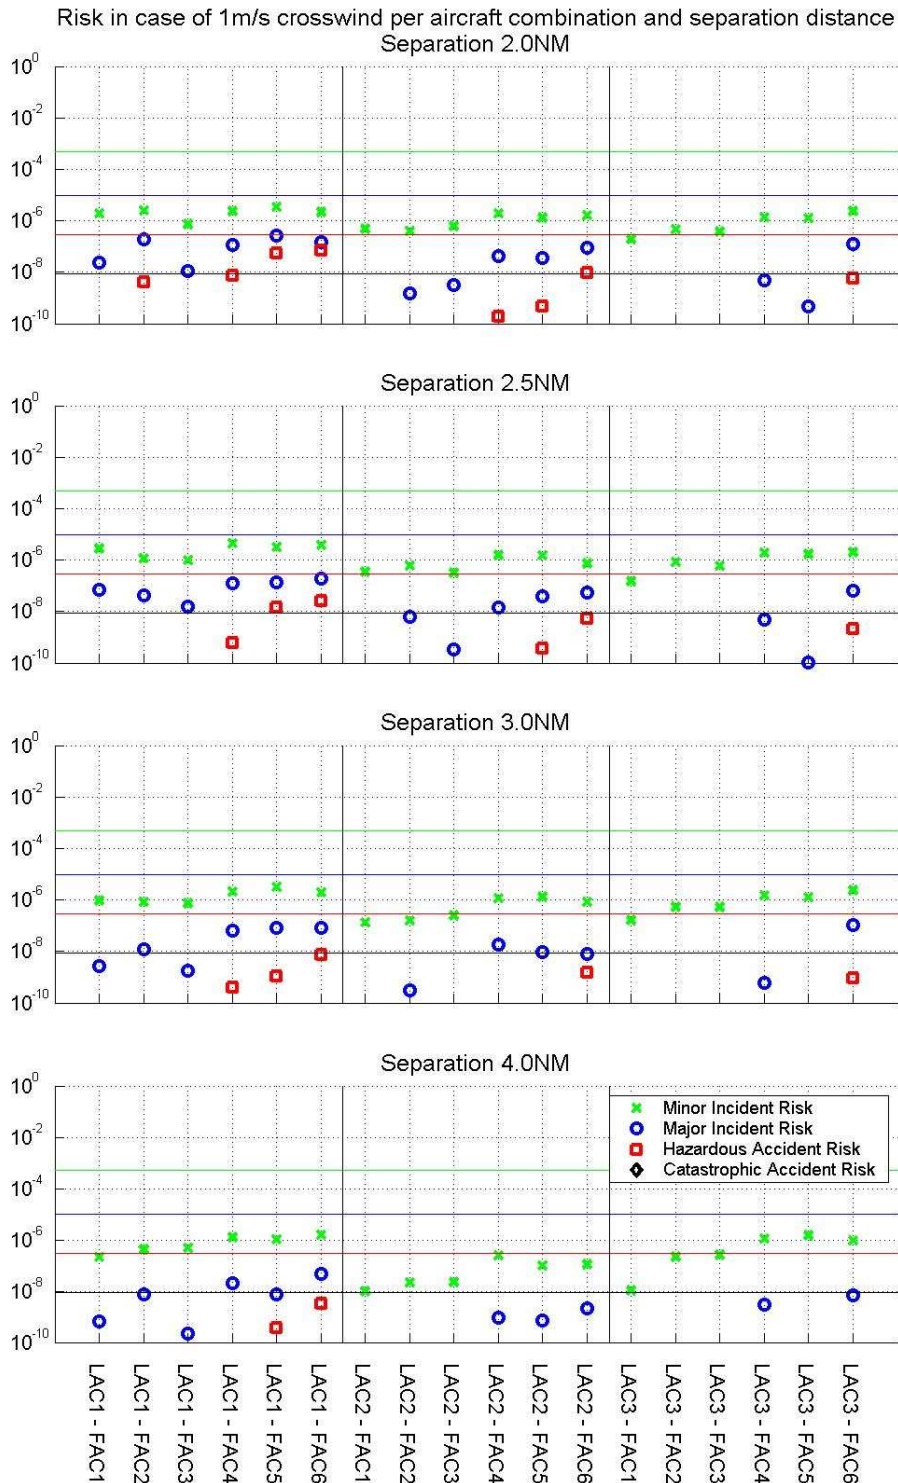 Risk in case of 1m/s crosswind per aircraft combination and separation distance
Separation 2.0NM
10^0
10^-2
10^-4
10^-6
10^-8
10^-10
Separation 2.5NM
10^0
10^-2
10^-4
10^-6
10^-8
10^-10
Separation 3.0NM
10^0
10^-2
10^-4
10^-6
10^-8
10^-10
Separation 4.0NM
10^0
10^-2
10^-4
10^-6
10^-8
10^-10
Minor Incident Risk
Major Incident Risk
Hazardous Accident Risk
Catastrophic Accident Risk
LAC1 - FAC1
LAC1 - FAC2
LAC1 - FAC3
LAC1 - FAC4
LAC1 - FAC5
LAC1 - FAC6
LAC2 - FAC1
LAC2 - FAC2
LAC2 - FAC3
LAC2 - FAC4
LAC2 - FAC5
LAC2 - FAC6
LAC3 - FAC1
LAC3 - FAC2
LAC3 - FAC3
LAC3 - FAC4
LAC3 - FAC5
LAC3 - FAC6